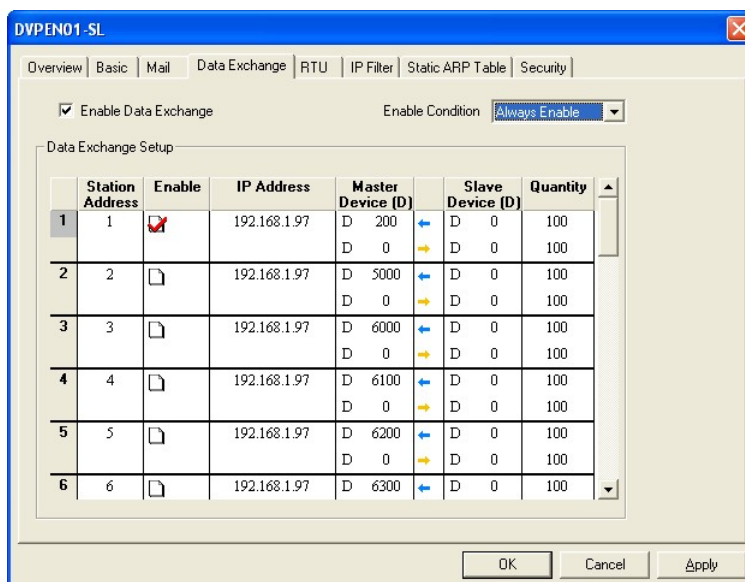 DVPEN01-SL
Overview Basic Mail Data Exchange RTU IP Filter Static ARP Table Security
Enable Data Exchange Enable Condition Always Enable
Data Exchange Setup
Station Address Enable IP Address Master Device (D) Slave Device (D) Quantity
1 1 192.168.1.97 D 200 D 0 100
D 0 D 0 100
2 2 192.168.1.97 D 5000 D 0 100
D 0 D 0 100
3 3 192.168.1.97 D 6000 D 0 100
D 0 D 0 100
4 4 192.168.1.97 D 6100 D 0 100
D 0 D 0 100
5 5 192.168.1.97 D 6200 D 0 100
D 0 D 0 100
6 6 192.168.1.97 D 6300 D 0 100
OK Cancel Apply